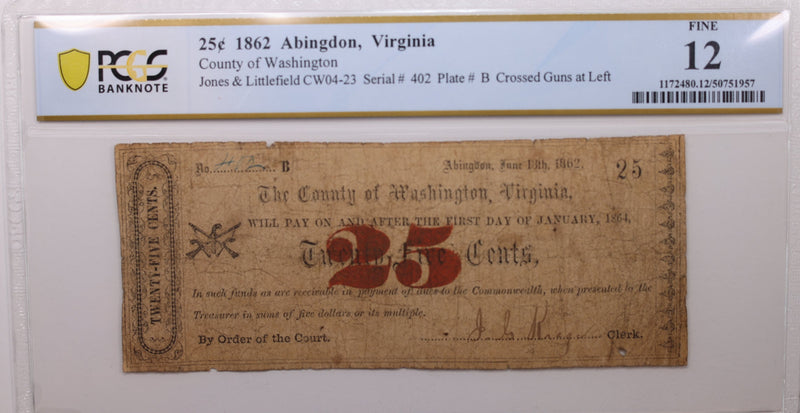 PCGS
BANKNOTE
25¢ 1862 Abingdon, Virginia
County of Washington
Jones & Littlefield CW04-23 Serial# 402 Plate# B Crossed Guns at Left
FINE
12
1172480.12/50751957
No. 402 B
Abingdon, June 13th, 1862.
25
The County of Washington, Virginia,
WILL PAY ON AND AFTER THE FIRST DAY OF JANUARY, 1864,
Twenty-Five Cents,
25
In such funds as are receivable in payment of dues to the Commonwealth, when presented to the
Treasurer in sums of five dollars or its multiple.
By Order of the Court.
Clerk.
TWENTY-FIVE CENTS.